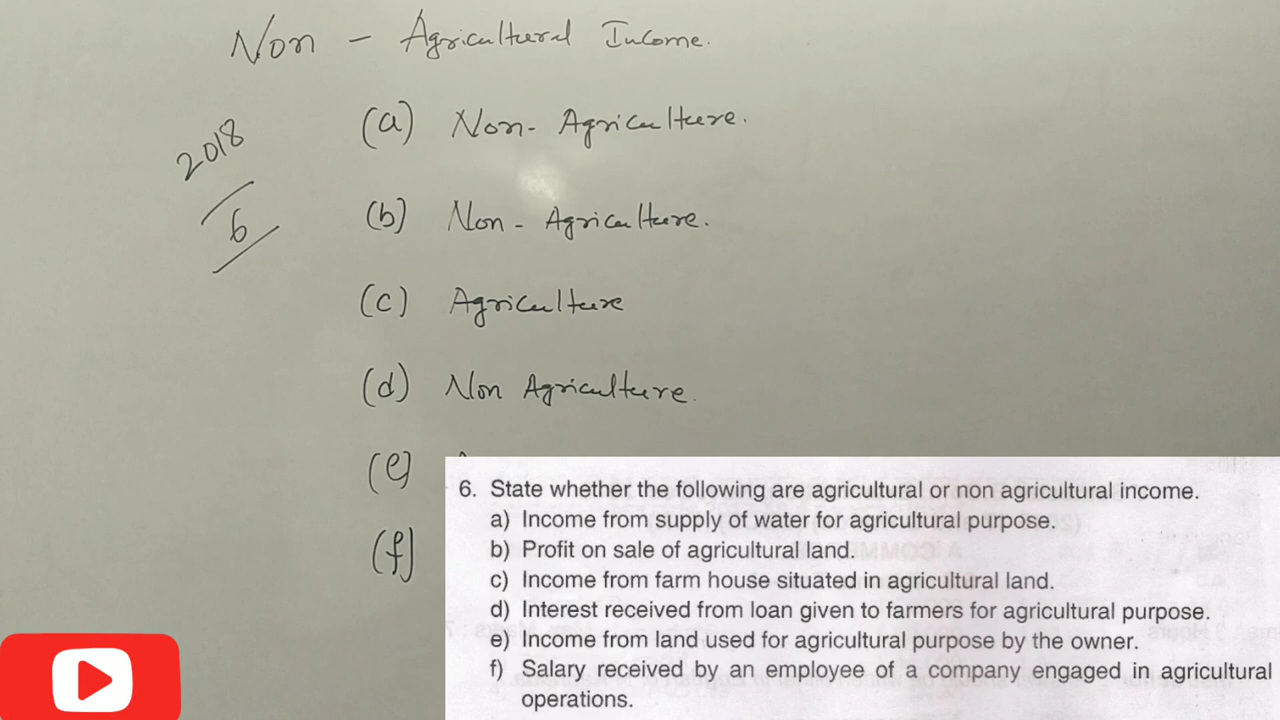 Non - Agricultural Income.
2018
6
(a) Non - Agriculture.
(b) Non - Agriculture.
(c) Agriculture
(d) Non Agriculture.
(e)
(f)
6. State whether the following are agricultural or non agricultural income.
a) Income from supply of water for agricultural purpose.
b) Profit on sale of agricultural land.
c) Income from farm house situated in agricultural land.
d) Interest received from loan given to farmers for agricultural purpose.
e) Income from land used for agricultural purpose by the owner.
f) Salary received by an employee of a company engaged in agricultural
operations.